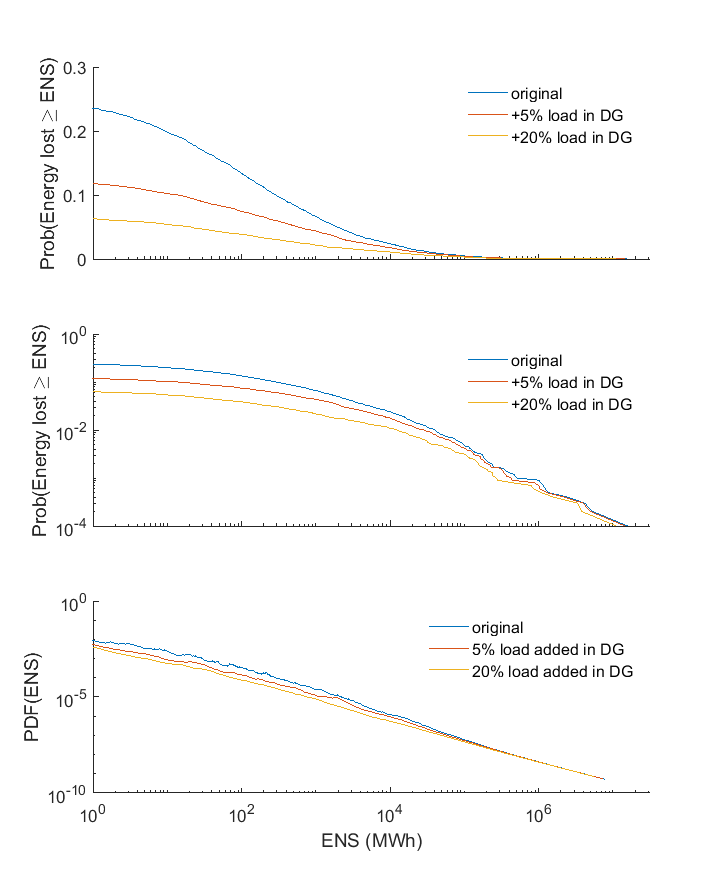 Prob(Energy lost ≥ ENS)
0.3
0.2
0.1
0
original
+5% load in DG
+20% load in DG
Prob(Energy lost ≥ ENS)
10^0
10^-2
10^-4
original
+5% load in DG
+20% load in DG
PDF(ENS)
10^0
10^-5
10^-10
original
5% load added in DG
20% load added in DG
10^0 10^2 10^4 10^6
ENS (MWh)